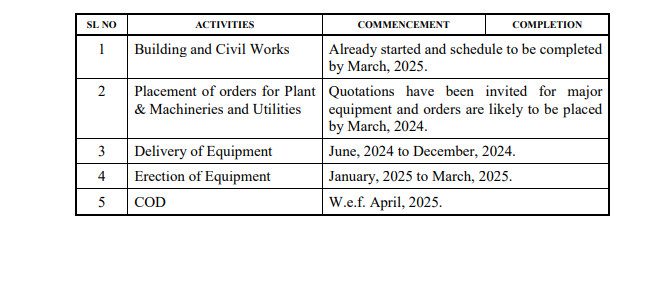 SL NO ACTIVITIES COMMENCEMENT COMPLETION
1 Building and Civil Works Already started and schedule to be completed
by March, 2025.
2 Placement of orders for Plant Quotations have been invited for major
& Machineries and Utilities equipment and orders are likely to be placed
by March, 2024.
3 Delivery of Equipment June, 2024 to December, 2024.
4 Erection of Equipment January, 2025 to March, 2025.
5 COD W.e.f. April, 2025.